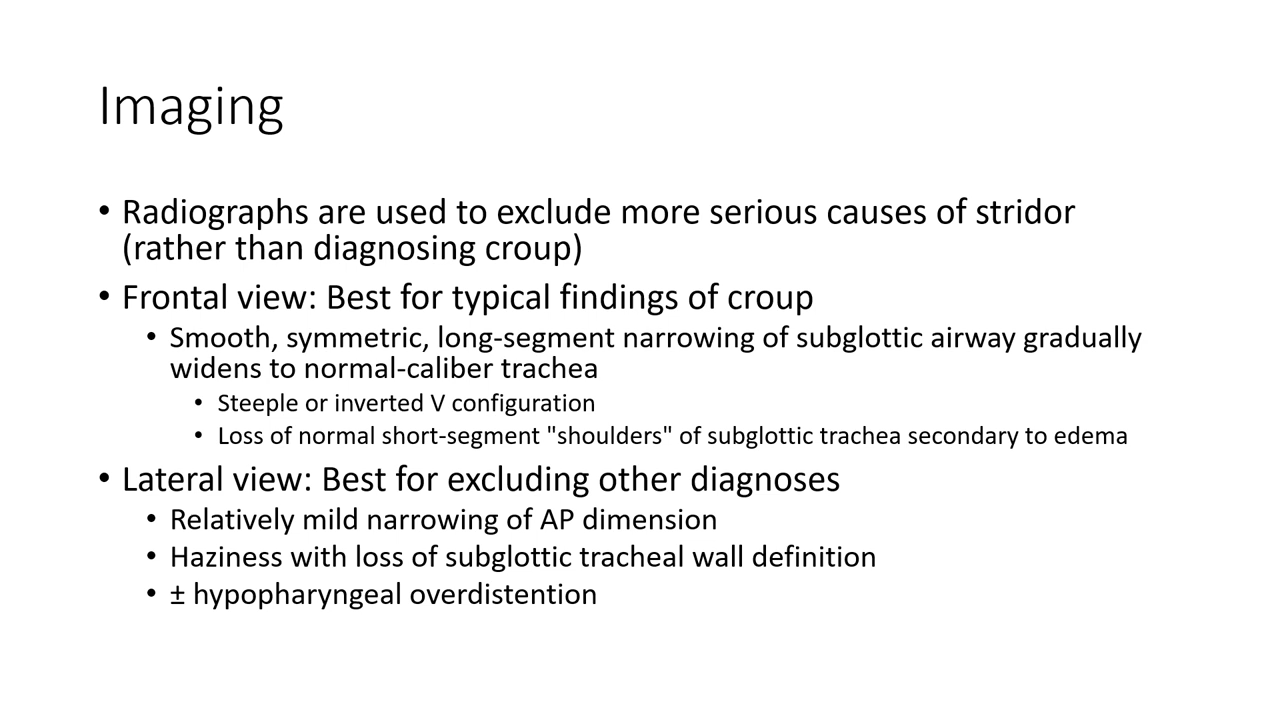 Imaging
• Radiographs are used to exclude more serious causes of stridor
(rather than diagnosing croup)
• Frontal view: Best for typical findings of croup
• Smooth, symmetric, long-segment narrowing of subglottic airway gradually
widens to normal-caliber trachea
• Steeple or inverted V configuration
• Loss of normal short-segment "shoulders" of subglottic trachea secondary to edema
• Lateral view: Best for excluding other diagnoses
• Relatively mild narrowing of AP dimension
• Haziness with loss of subglottic tracheal wall definition
• ± hypopharyngeal overdistention